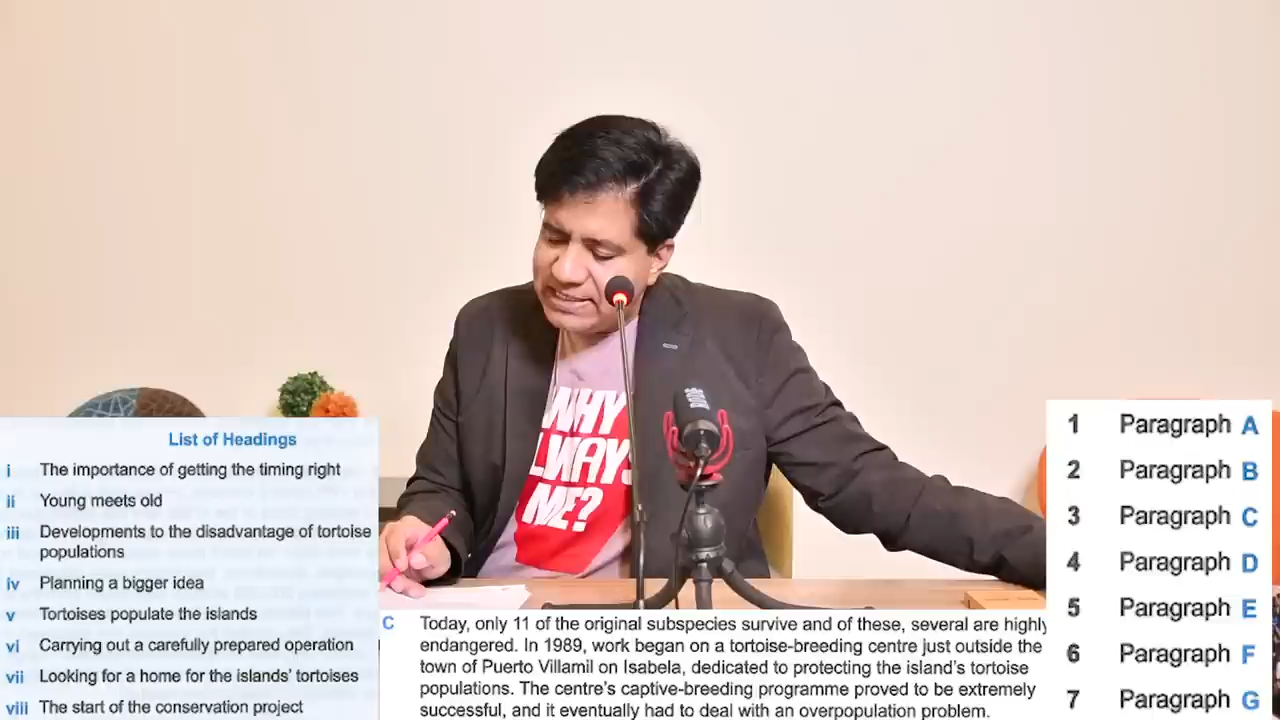 WHY
LWAYS
ME?
List of Headings
i The importance of getting the timing right
ii Young meets old
iii Developments to the disadvantage of tortoise
populations
iv Planning a bigger idea
v Tortoises populate the islands
vi Carrying out a carefully prepared operation
vii Looking for a home for the islands' tortoises
viii The start of the conservation project
C Today, only 11 of the original subspecies survive and of these, several are highly
endangered. In 1989, work began on a tortoise-breeding centre just outside the
town of Puerto Villamil on Isabela, dedicated to protecting the island's tortoise
populations. The centre's captive-breeding programme proved to be extremely
successful, and it eventually had to deal with an overpopulation problem.
1 Paragraph A
2 Paragraph B
3 Paragraph C
4 Paragraph D
5 Paragraph E
6 Paragraph F
7 Paragraph G